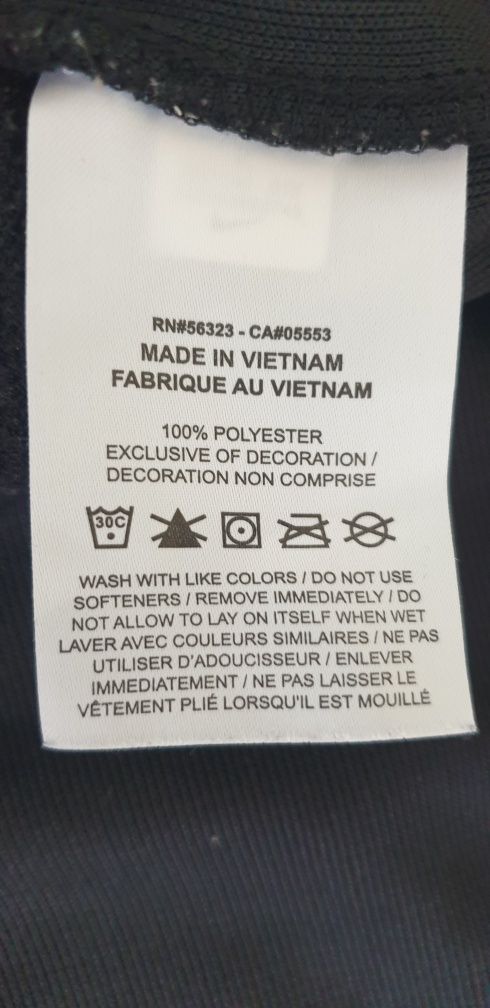 RN#56323 - CA#05553
MADE IN VIETNAM
FABRIQUE AU VIETNAM
100% POLYESTER
EXCLUSIVE OF DECORATION /
DECORATION NON COMPRISE
30C
WASH WITH LIKE COLORS / DO NOT USE
SOFTENERS / REMOVE IMMEDIATELY / DO
NOT ALLOW TO LAY ON ITSELF WHEN WET
LAVER AVEC COULEURS SIMILAIRES / NE PAS
UTILISER D'ADOUCISSEUR / ENLEVER
IMMEDIATEMENT / NE PAS LAISSER LE
VÊTEMENT PLIÉ LORSQU'IL EST MOUILLÉ